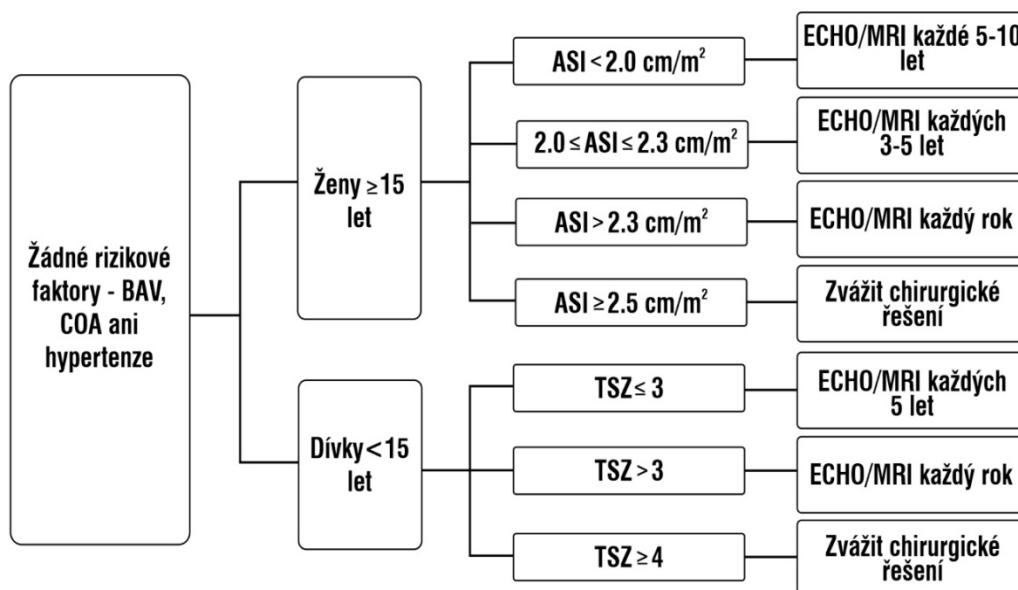 Žádné rizikové
faktory - BAV,
COA ani
hypertenze
Ženy ≥15
let
ASI < 2.0 cm/m²
ECHO/MRI každé 5-10
let
2.0 ≤ ASI ≤ 2.3 cm/m²
ECHO/MRI každých
3-5 let
ASI > 2.3 cm/m²
ECHO/MRI každý rok
ASI ≥ 2.5 cm/m²
Zvážit chirurgické
řešení
Dívky < 15
let
TSZ ≤ 3
ECHO/MRI každých
5 let
TSZ > 3
ECHO/MRI každý rok
TSZ ≥ 4
Zvážit chirurgické
řešení